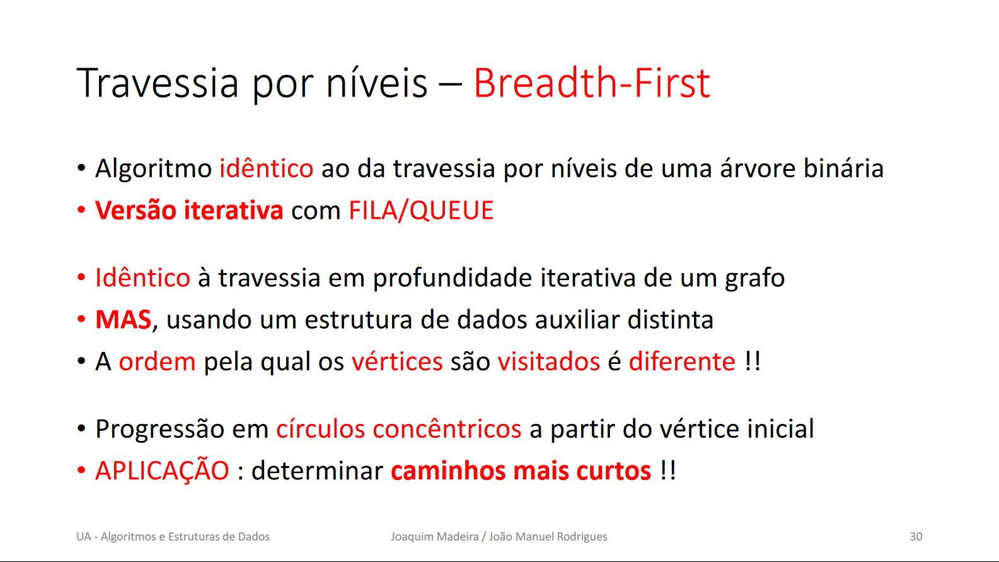 Travessia por níveis – Breadth-First
• Algoritmo idêntico ao da travessia por níveis de uma árvore binária
• Versão iterativa com FILA/QUEUE
• Idêntico à travessia em profundidade iterativa de um grafo
• MAS, usando um estrutura de dados auxiliar distinta
• A ordem pela qual os vértices são visitados é diferente !!
• Progressão em círculos concêntricos a partir do vértice inicial
• APLICAÇÃO : determinar caminhos mais curtos !!
UA - Algoritmos e Estruturas de Dados Joaquim Madeira / João Manuel Rodrigues 30